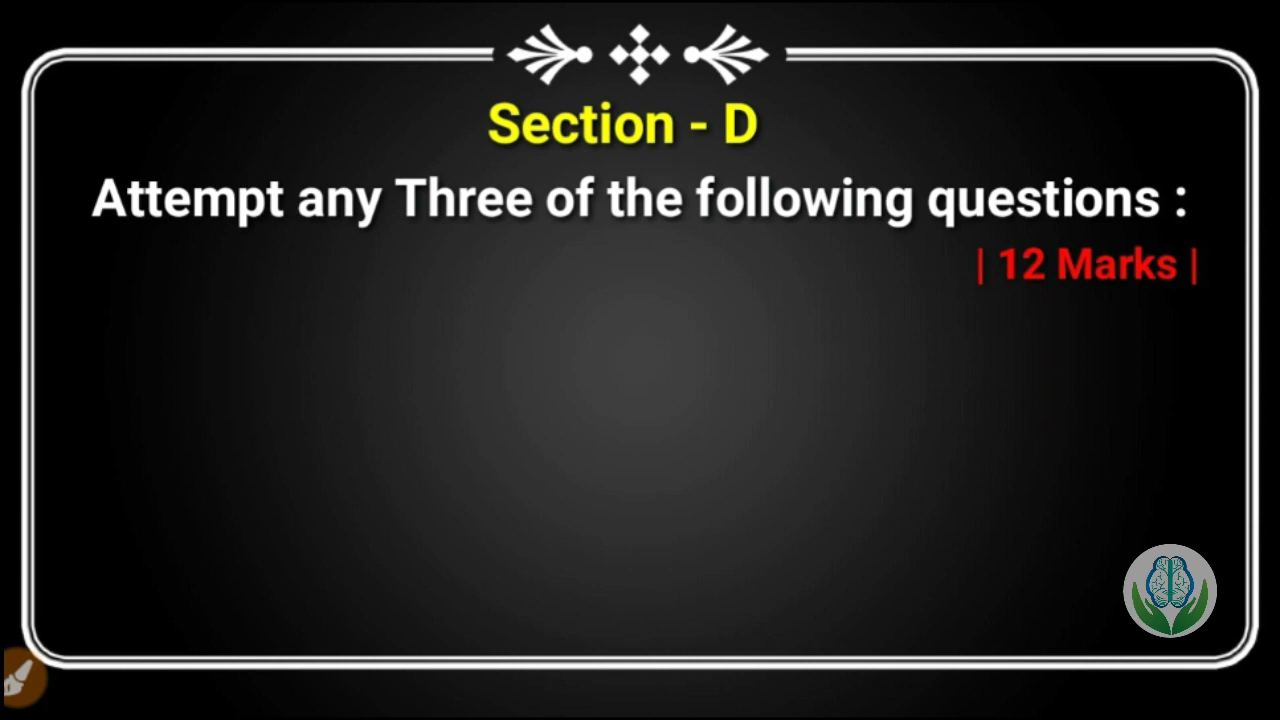 Section - D
Attempt any Three of the following questions :
| 12 Marks |